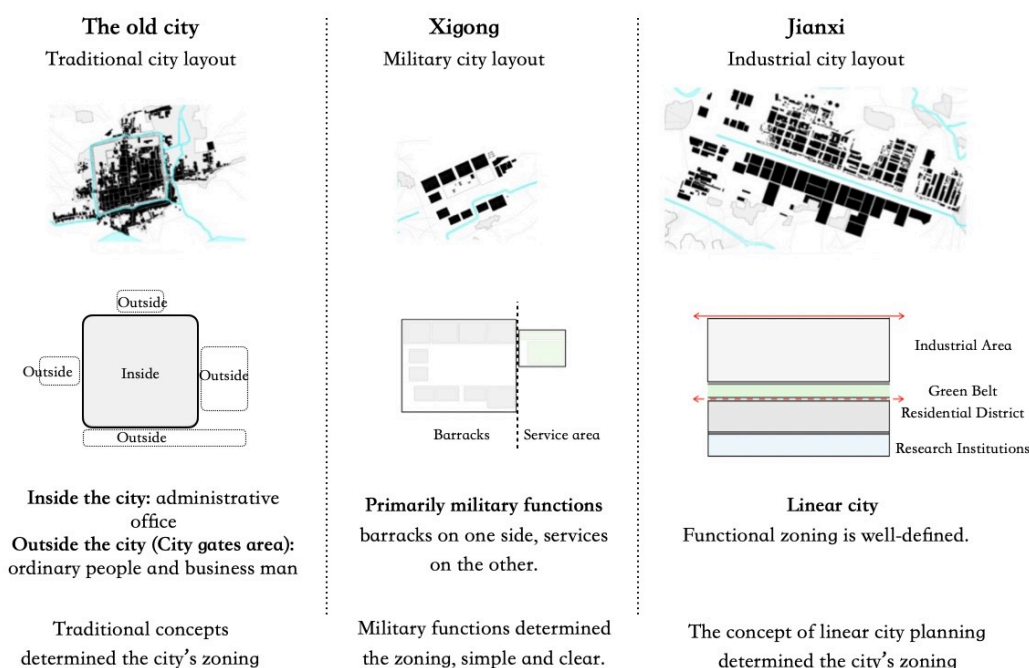 The old city
Traditional city layout
Outside
Outside
Inside
Outside
Outside
Inside the city: administrative
office
Outside the city (City gates area):
ordinary people and business man
Traditional concepts
determined the city's zoning
Xigong
Military city layout
Barracks
Service area
Primarily military functions
barracks on one side, services
on the other.
Military functions determined
the zoning, simple and clear.
Jianxi
Industrial city layout
Industrial Area
Green Belt
Residential District
Research Institutions
Linear city
Functional zoning is well-defined.
The concept of linear city planning
determined the city's zoning